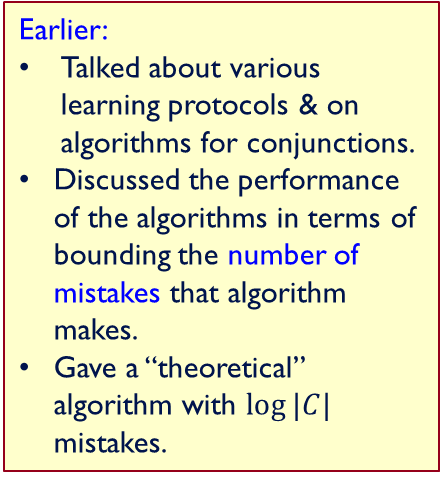 Earlier:
• Talked about various
learning protocols & on
algorithms for conjunctions.
• Discussed the performance
of the algorithms in terms of
bounding the number of
mistakes that algorithm
makes.
• Gave a “theoretical”
algorithm with log |𝐶|
mistakes.